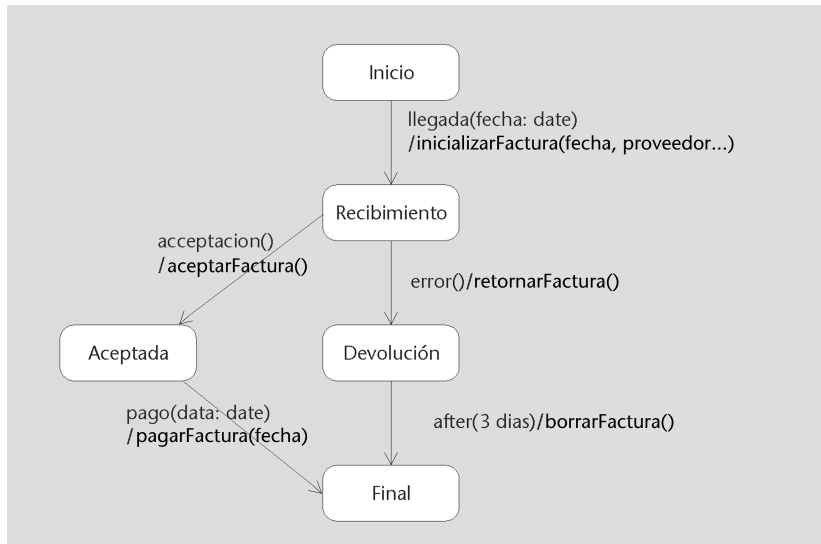 Inicio
llegada(fecha: date)
/inicializarFactura(fecha, proveedor...)
Recibimiento
acceptacion()
/aceptarFactura()
error()/retornarFactura()
Aceptada
Devolución
pago(data: date)
/pagarFactura(fecha)
after(3 dias)/borrarFactura()
Final